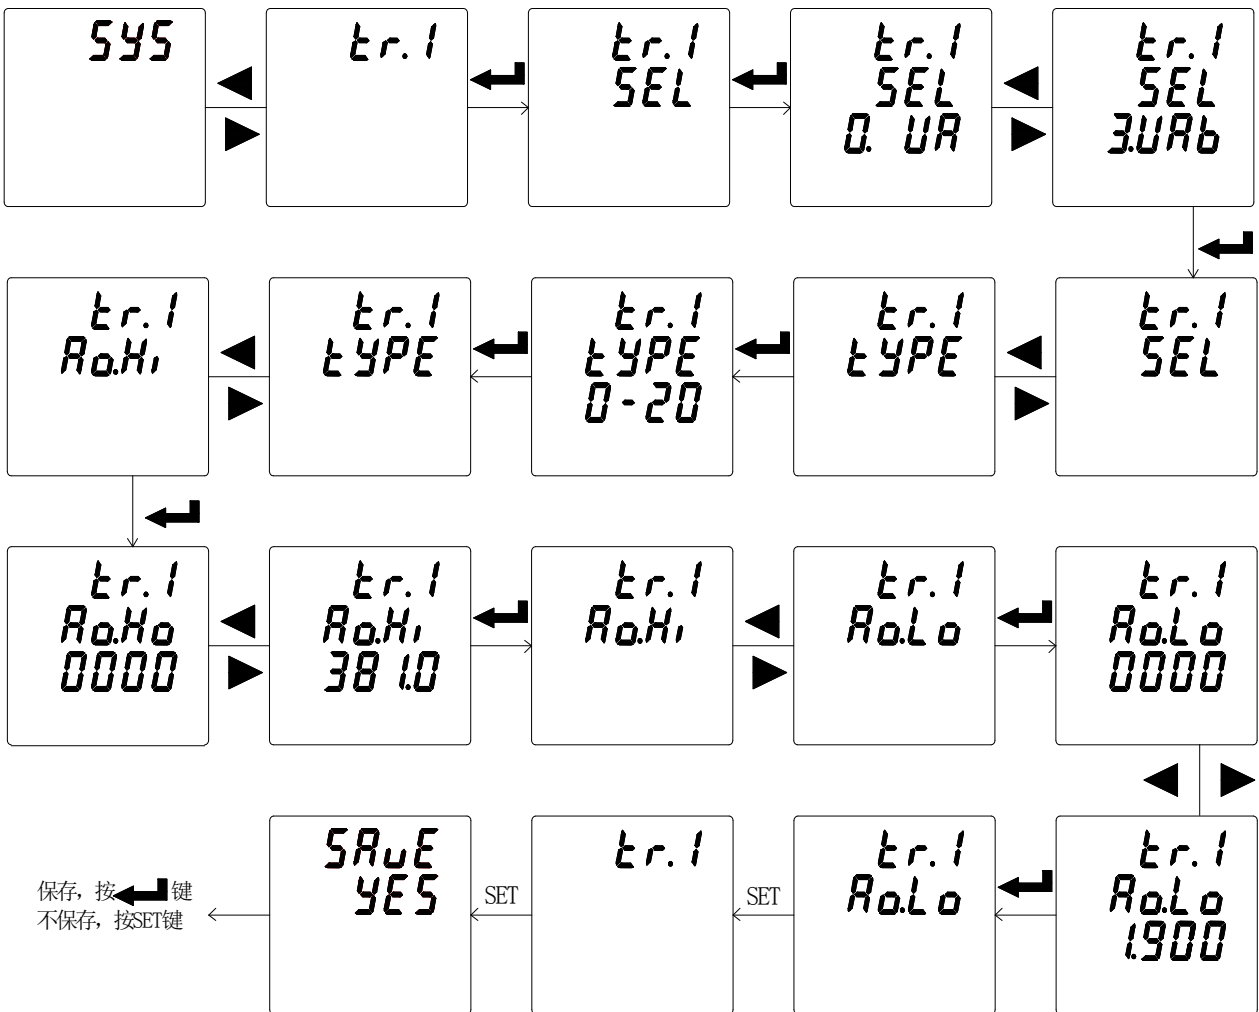 SYS
tr.1
tr.1
SEL
tr.1
SEL
0. UA
tr.1
SEL
3.UAb
tr.1
Ao.Hi
tr.1
tYPE
tr.1
tYPE
0-20
tr.1
tYPE
tr.1
SEL
tr.1
Ao.Ho
0000
tr.1
Ao.Hi
381.0
tr.1
Ao.Hi
tr.1
Ao.Lo
tr.1
Ao.Lo
0000
保存，按键
不保存，按SET键
SAvE
YES
SET
tr.1
SET
tr.1
Ao.Lo
tr.1
Ao.Lo
1.900